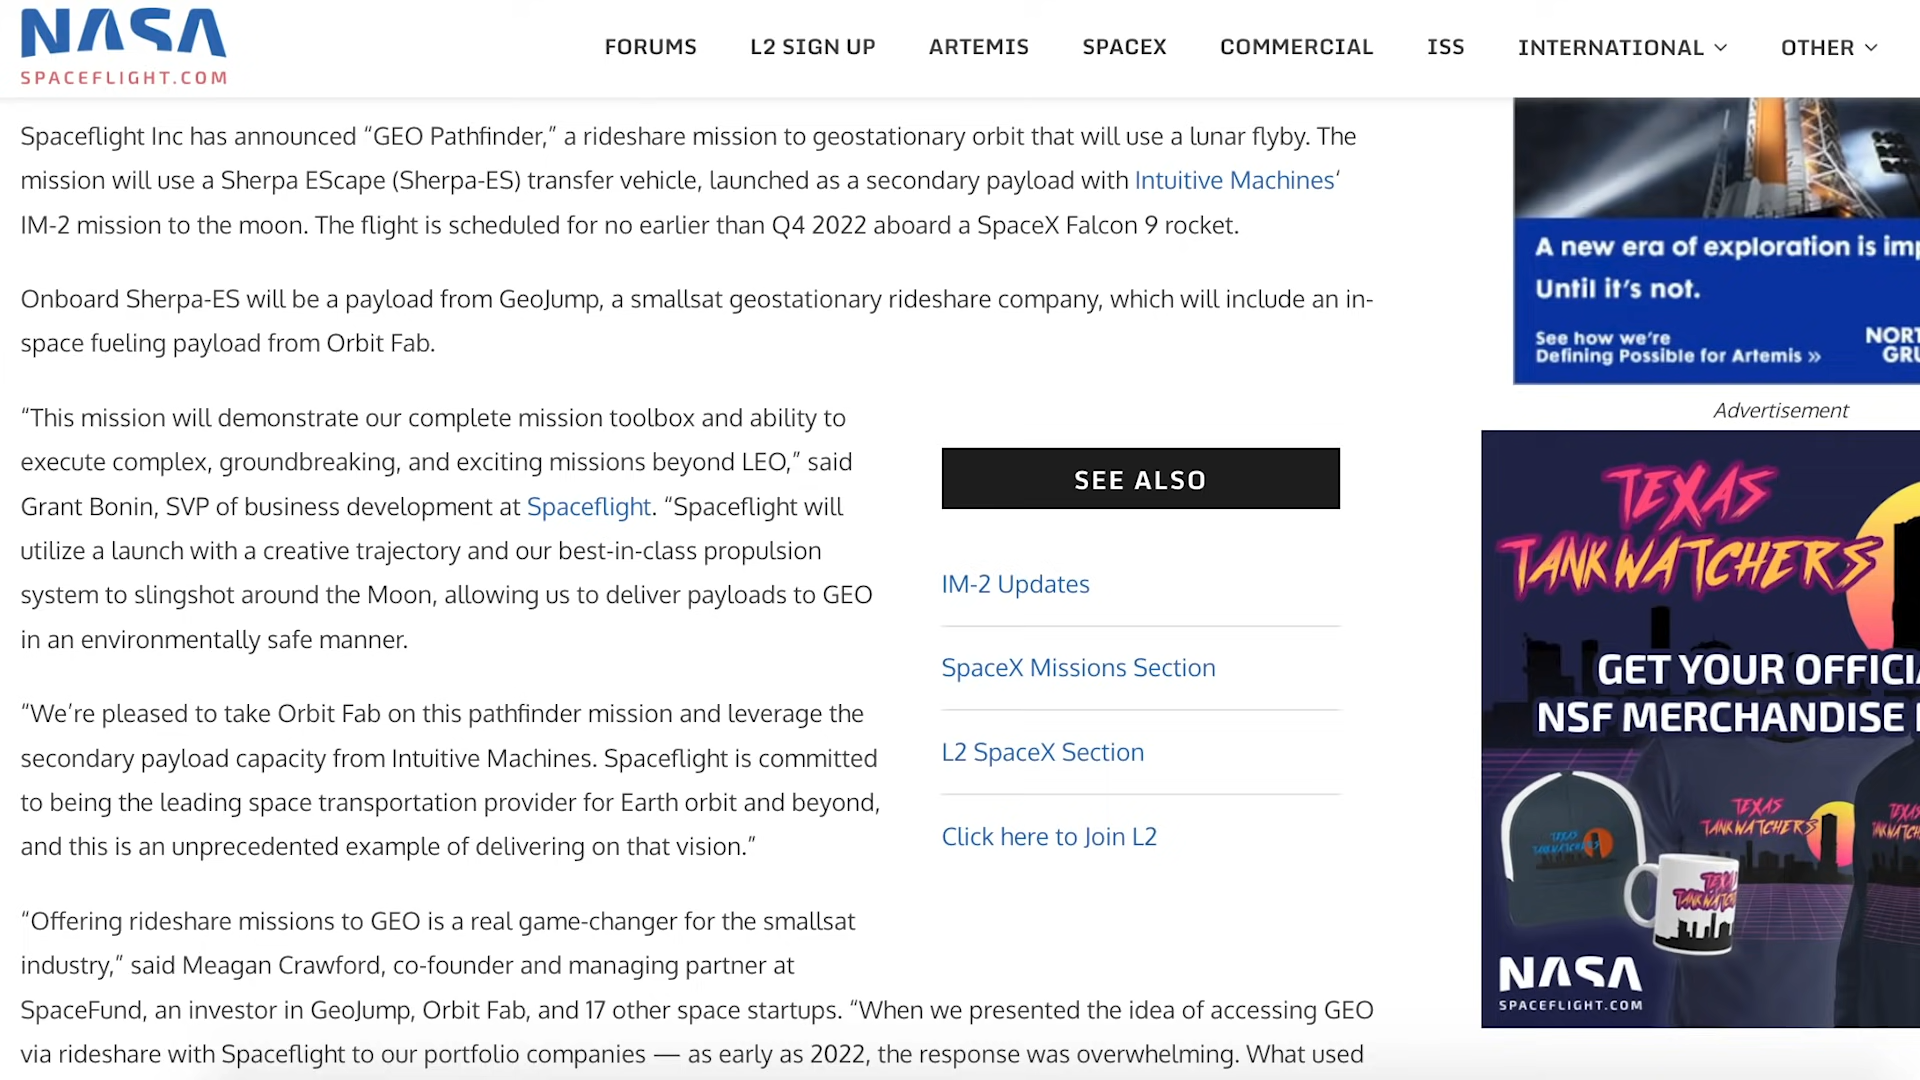 NASA
SPACEFLIGHT.COM
FORUMS
L2 SIGN UP
ARTEMIS
SPACEX
COMMERCIAL
ISS
INTERNATIONAL
OTHER
Spaceflight Inc has announced “GEO Pathfinder,” a rideshare mission to geostationary orbit that will use a lunar flyby. The
mission will use a Sherpa EScape (Sherpa-ES) transfer vehicle, launched as a secondary payload with Intuitive Machines‘
IM-2 mission to the moon. The flight is scheduled for no earlier than Q4 2022 aboard a SpaceX Falcon 9 rocket.
Onboard Sherpa-ES will be a payload from GeoJump, a smallsat geostationary rideshare company, which will include an in-
space fueling payload from Orbit Fab.
“This mission will demonstrate our complete mission toolbox and ability to
execute complex, groundbreaking, and exciting missions beyond LEO,” said
Grant Bonin, SVP of business development at Spaceflight. “Spaceflight will
utilize a launch with a creative trajectory and our best-in-class propulsion
system to slingshot around the Moon, allowing us to deliver payloads to GEO
in an environmentally safe manner.
“We’re pleased to take Orbit Fab on this pathfinder mission and leverage the
secondary payload capacity from Intuitive Machines. Spaceflight is committed
to being the leading space transportation provider for Earth orbit and beyond,
and this is an unprecedented example of delivering on that vision.”
“Offering rideshare missions to GEO is a real game-changer for the smallsat
industry,” said Meagan Crawford, co-founder and managing partner at
SpaceFund, an investor in GeoJump, Orbit Fab, and 17 other space startups. “When we presented the idea of accessing GEO
via rideshare with Spaceflight to our portfolio companies — as early as 2022, the response was overwhelming. What used
SEE ALSO
IM-2 Updates
SpaceX Missions Section
L2 SpaceX Section
Click here to Join L2
A new era of exploration is imp
Until it’s not.
See how we’re
Defining Possible for Artemis »
NORT
GRU
Advertisement
TEXAS
TANKWATCHERS
GET YOUR OFFICIA
NSF MERCHANDISE
TEXAS
TANKWATCHERS
TEXAS
TANKWATCHERS
NASA
SPACEFLIGHT.COM